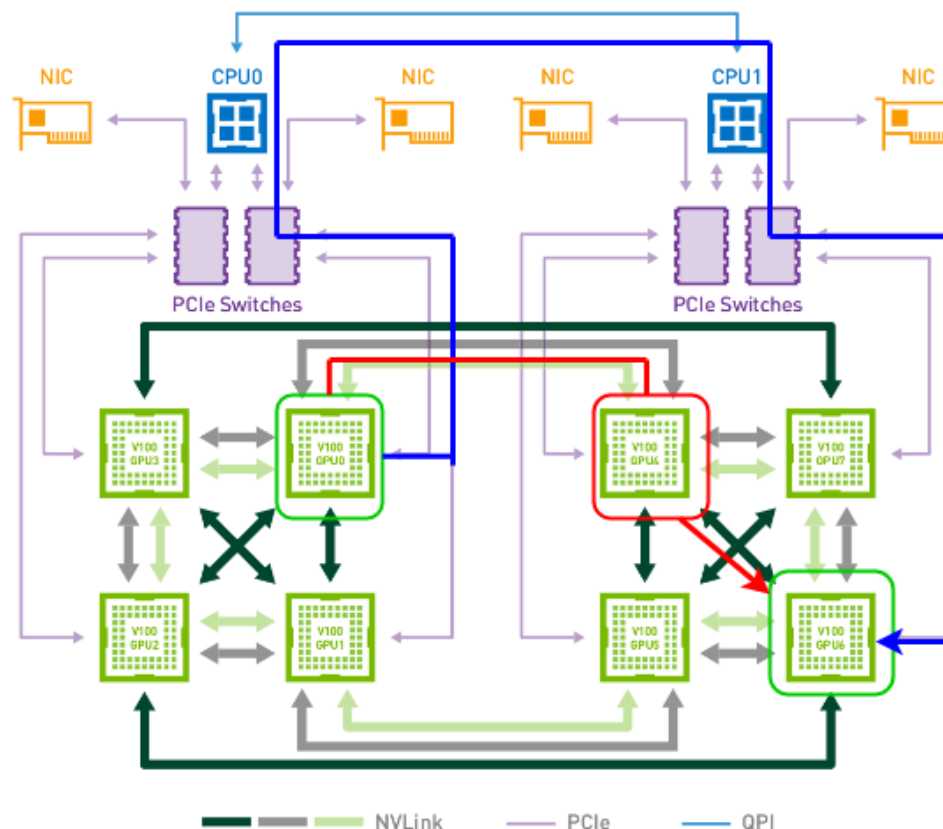 NIC
CPU0
NIC
NIC
CPU1
NIC
PCIe Switches
PCIe Switches
V100
GPU3
V100
GPU0
V100
GPU4
V100
GPU7
V100
GPU2
V100
GPU1
V100
GPU5
V100
GPU6
NVLink
PCIe
QPI